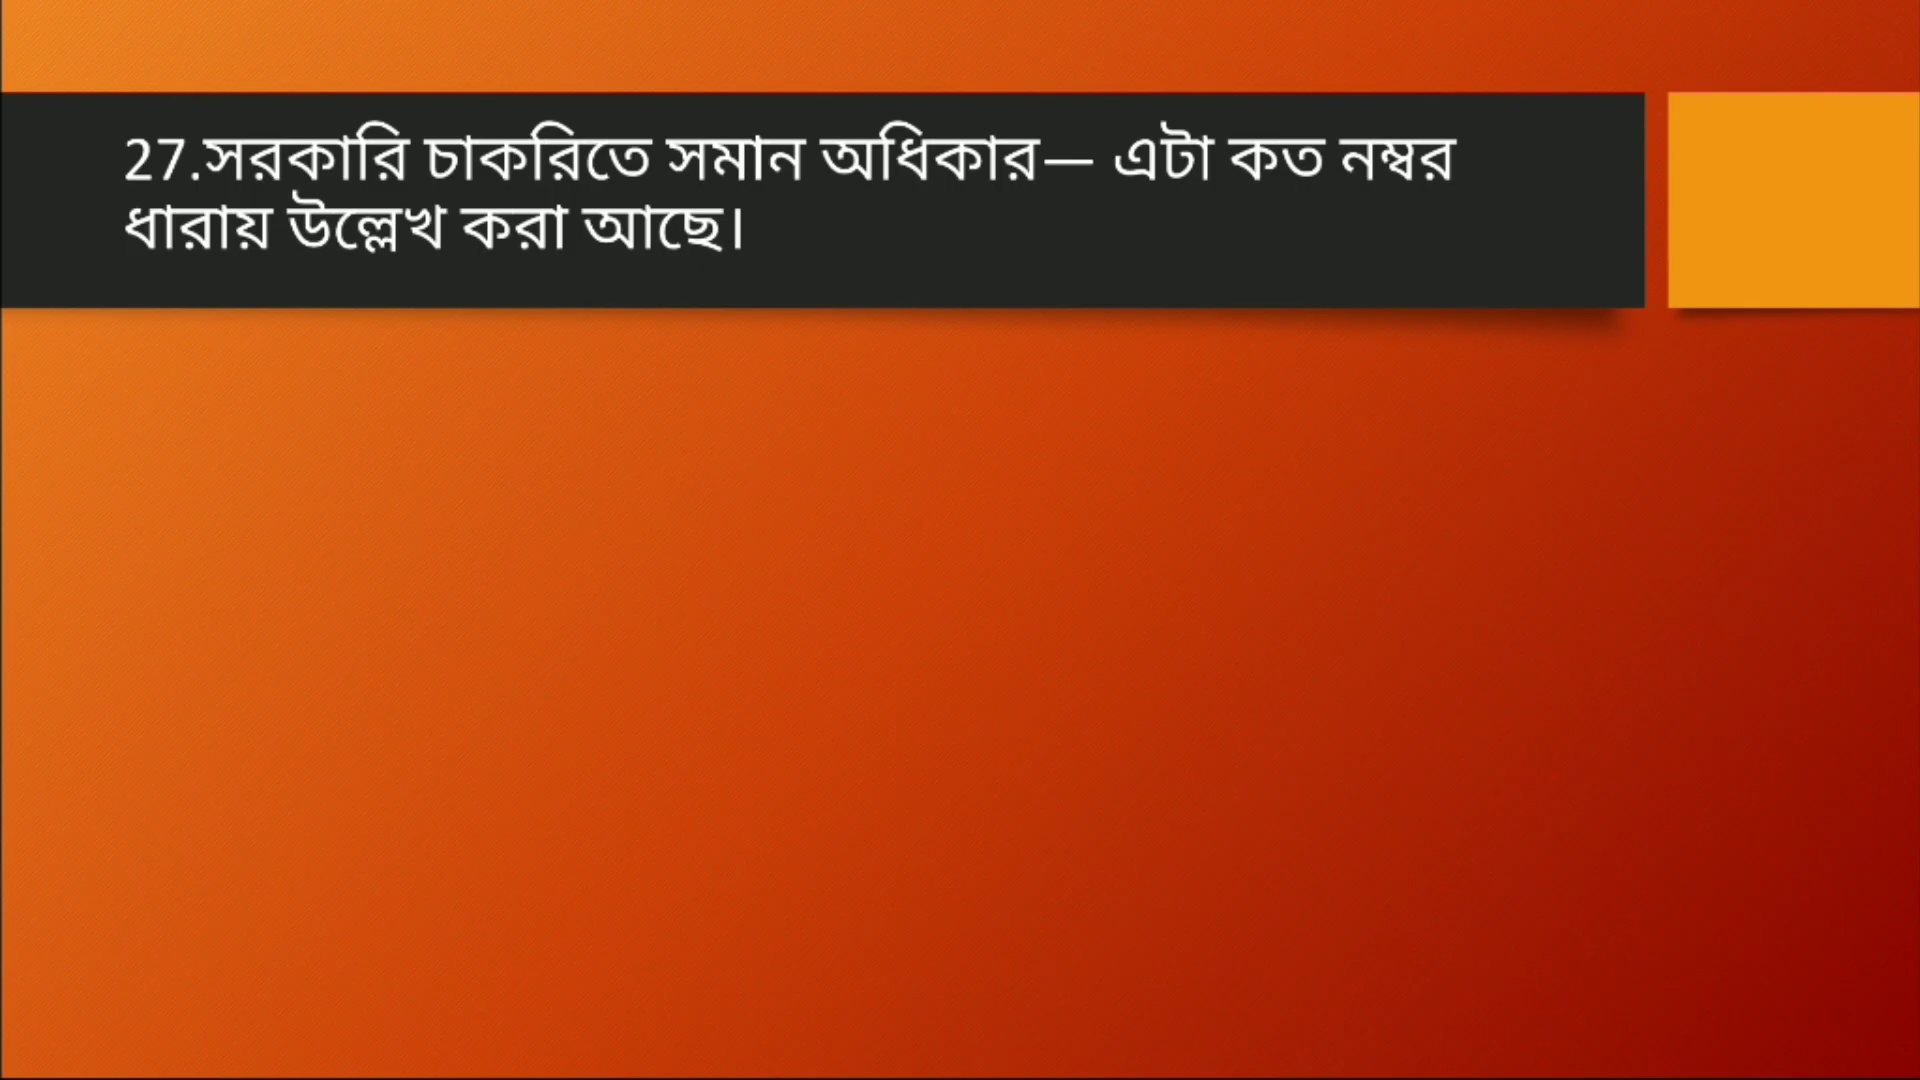 27.সরকারি চাকরিতে সমান অধিকার— এটা কত নম্বর
ধারায় উল্লেখ করা আছে।